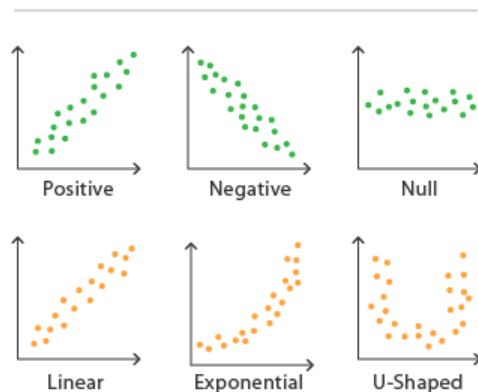 Positive
Negative
Null
Linear
Exponential
U-Shaped